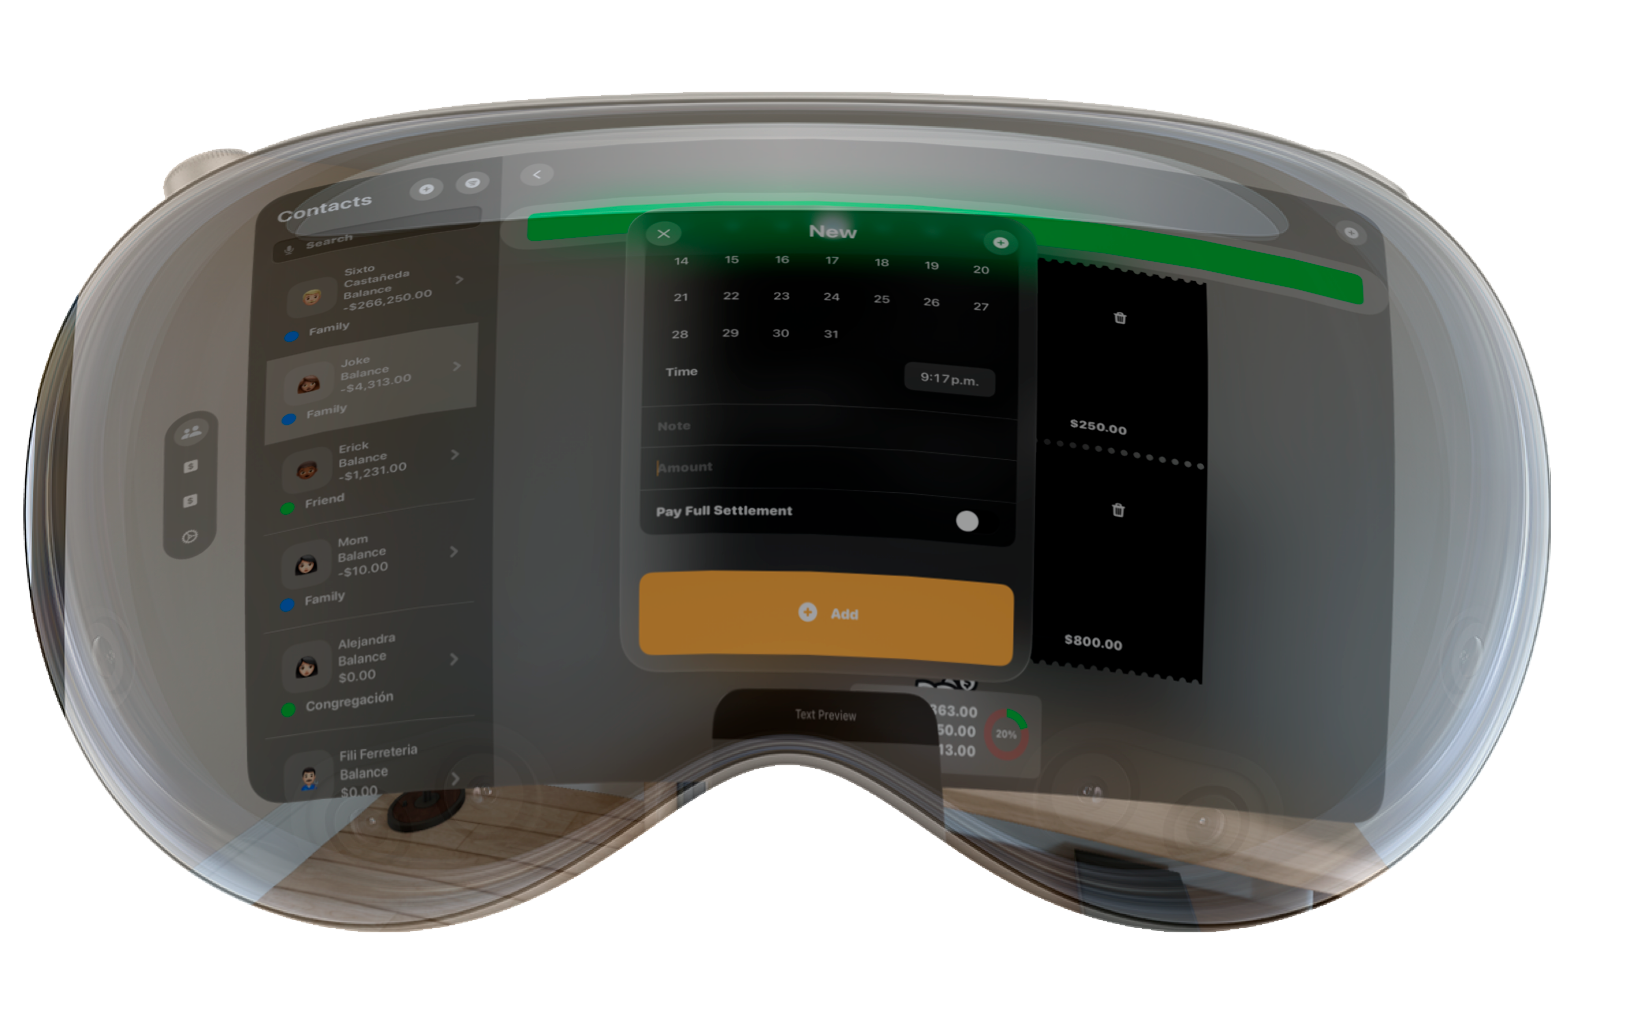 Contacts
Search
Sixto
Castañeda
Balance
-$266,250.00
Family
Joke
Balance
-$4,313.00
Family
Erick
Balance
-$1,231.00
Friend
Mom
Balance
-$10.00
Family
Alejandra
Balance
$0.00
Congregación
Fili Ferreteria
Balance
$0.00
New
14 15 16 17 18 19 20
21 22 23 24 25 26 27
28 29 30 31
Time
9:17p.m.
Note
Amount
Pay Full Settlement
Add
Text Preview
$250.00
$800.00
363.00
50.00
13.00
20%